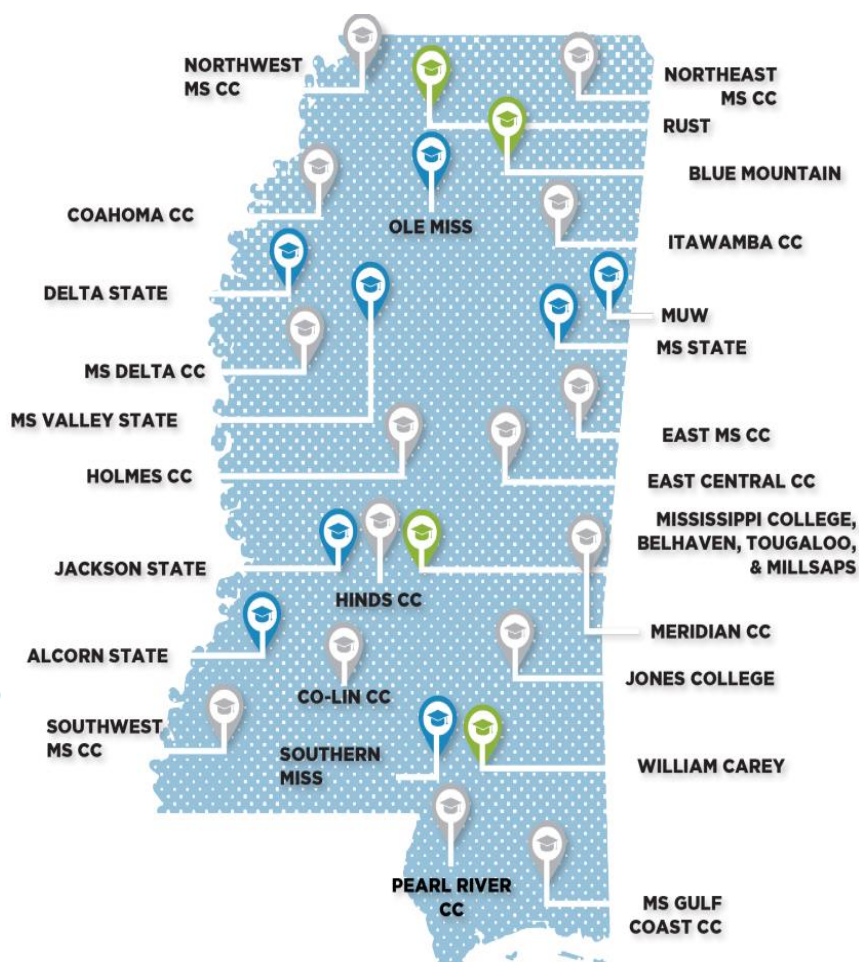 NORTHWEST
MS CC
NORTHEAST
MS CC
RUST
BLUE MOUNTAIN
COAHOMA CC
OLE MISS
ITAWAMBA CC
DELTA STATE
MUW
MS STATE
MS DELTA CC
MS VALLEY STATE
EAST MS CC
HOLMES CC
EAST CENTRAL CC
MISSISSIPPI COLLEGE,
BELHAVEN, TOUGALOO,
& MILLSAPS
JACKSON STATE
HINDS CC
MERIDIAN CC
ALCORN STATE
JONES COLLEGE
CO-LIN CC
SOUTHWEST
MS CC
SOUTHERN
MISS
WILLIAM CAREY
PEARL RIVER
CC
MS GULF
COAST CC